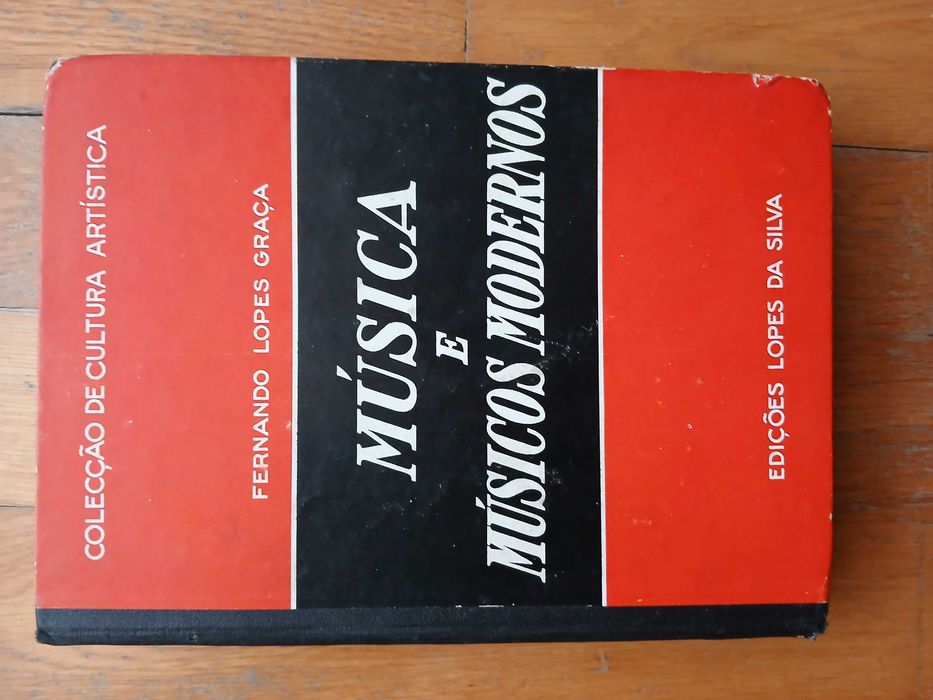 COLECÇÃO DE CULTURA ARTÍSTICA
FERNANDO LOPES GRAÇA
MÚSICA
E
MÚSICOS MODERNOS
EDIÇÕES LOPES DA SILVA